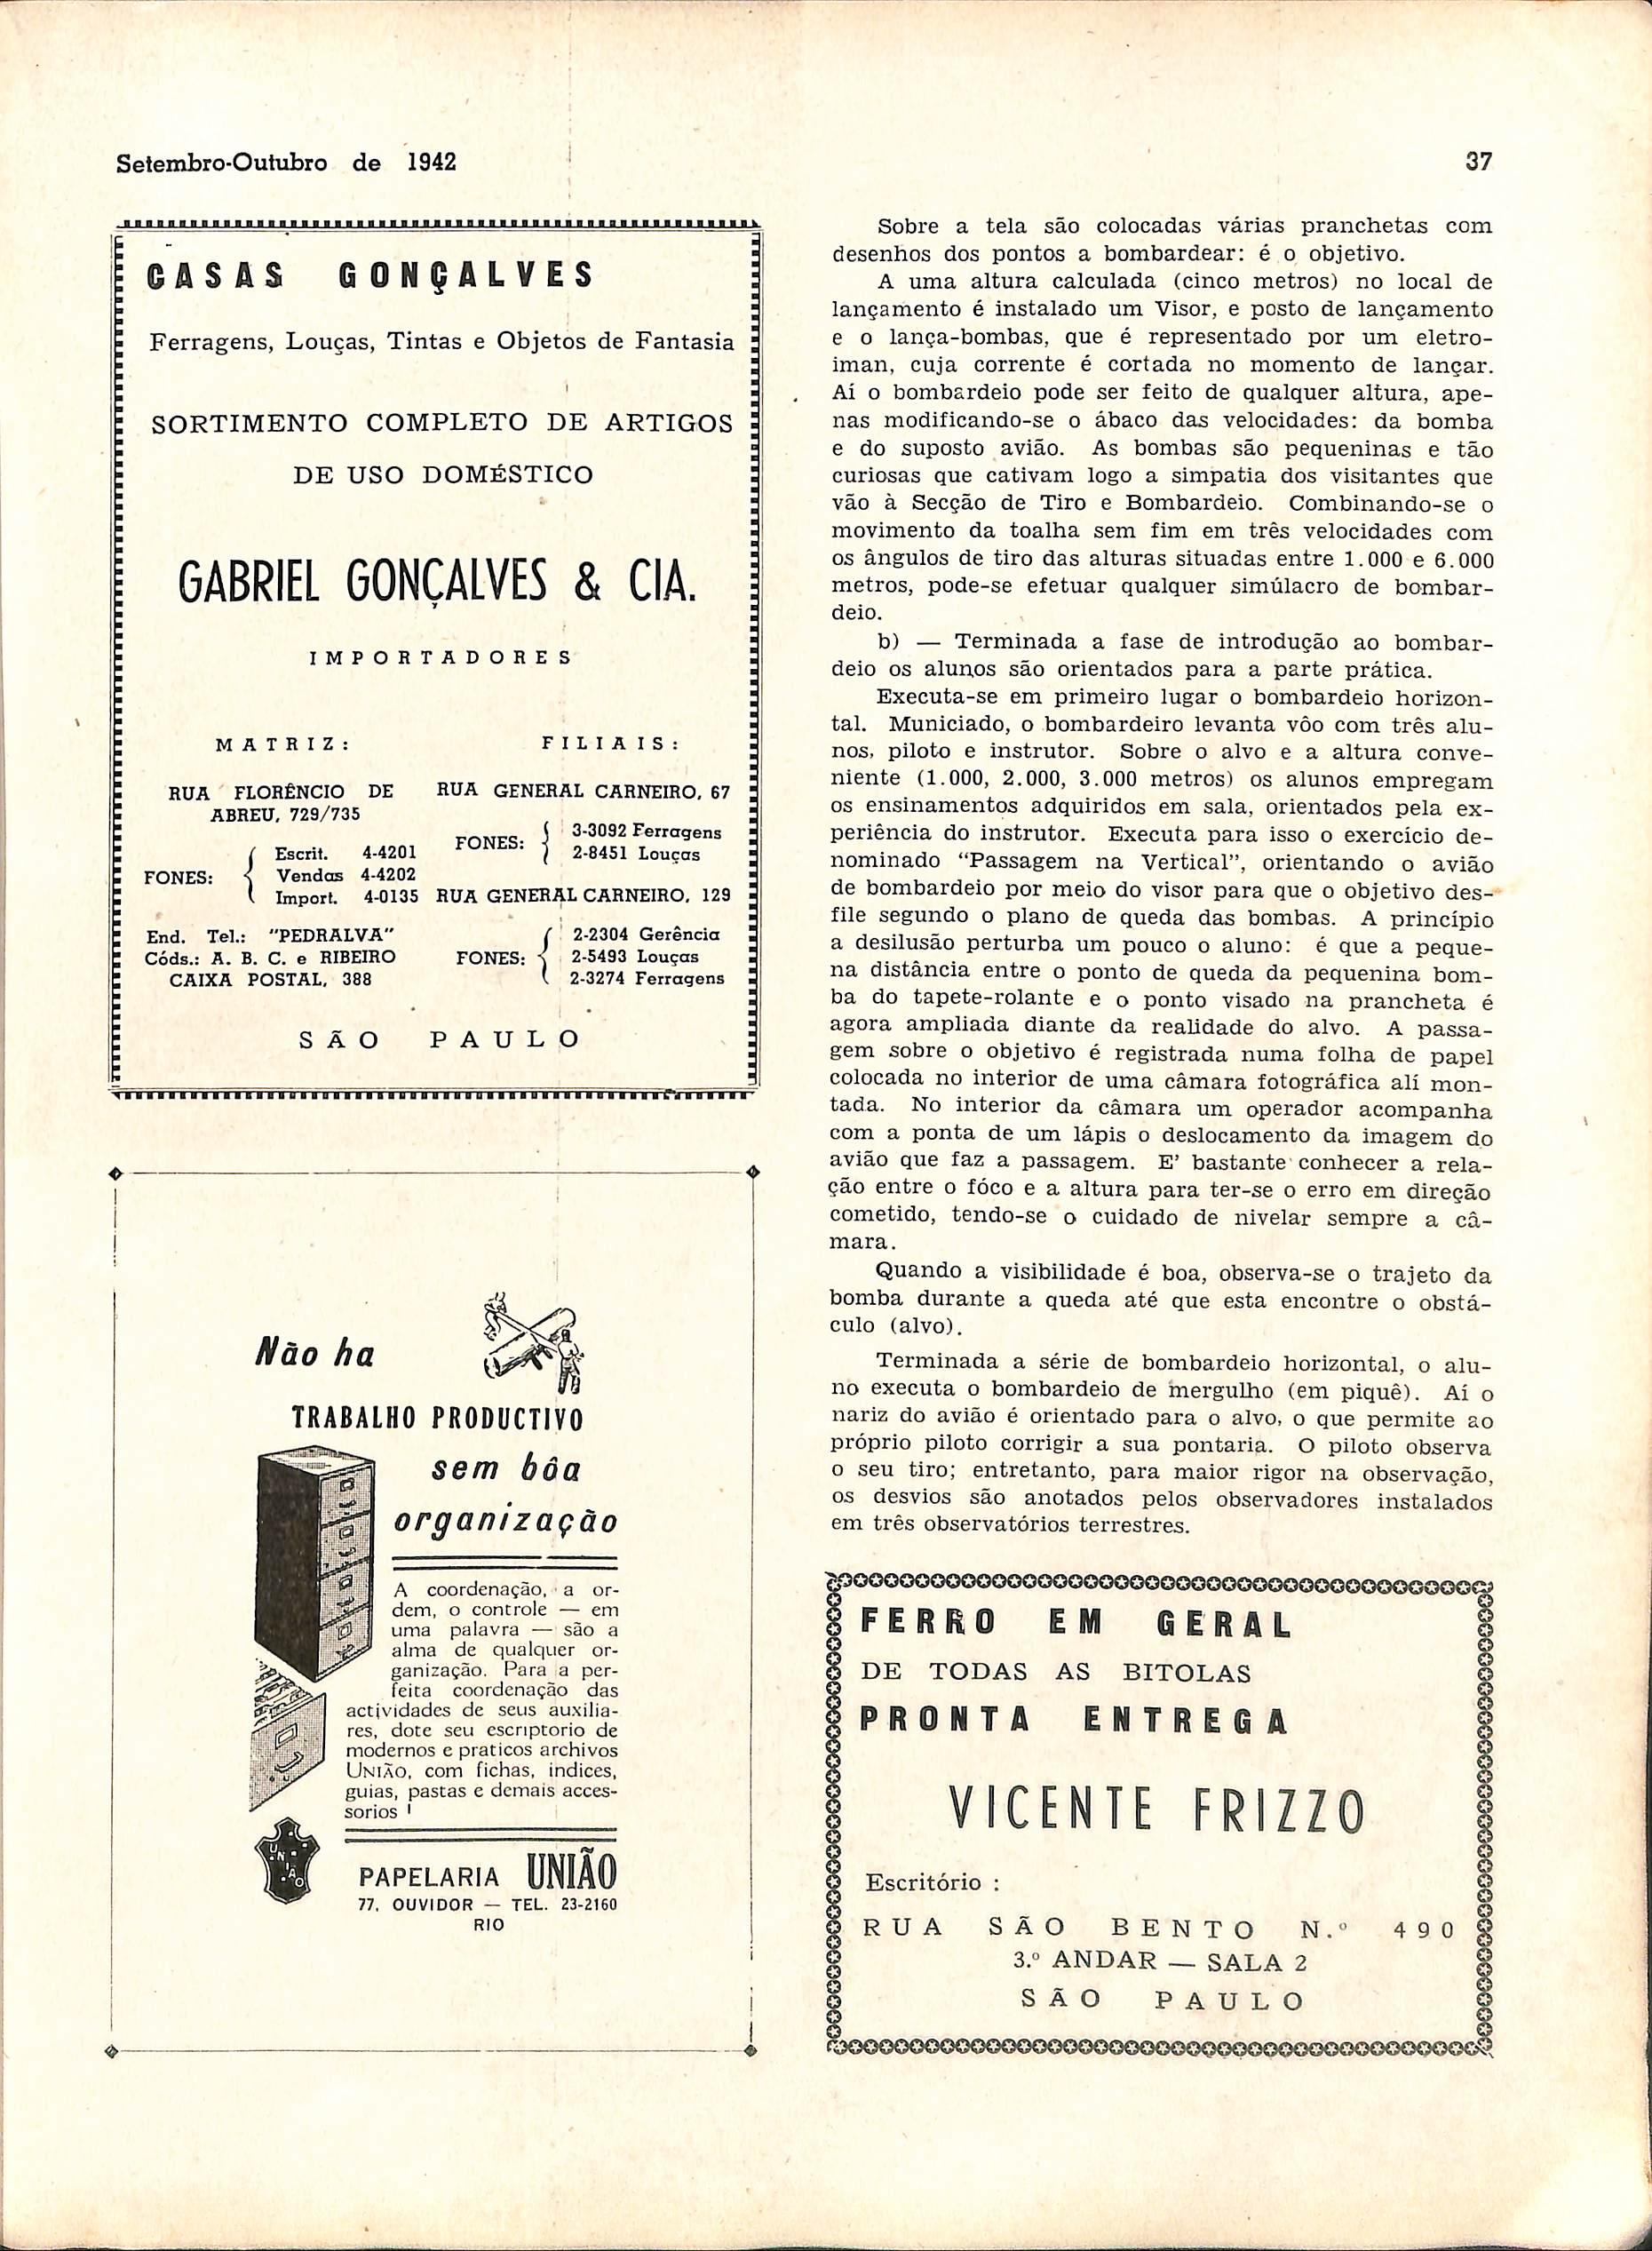 Setembro-Outubro de 1942
37
CASAS GONÇALVES
Ferragens, Louças, Tintas e Objetos de Fantasia
SORTIMENTO COMPLETO DE ARTIGOS
DE USO DOMÉSTICO
GABRIEL GONÇALVES & CIA.
IMPORTADORES
MATRIZ:
RUA FLORÊNCIO DE
ABREU, 729/735
FONES:
Escrit. 4-4201
Vendas 4-4202
Import. 4-0135
End. Tel.: "PEDRALVA"
Códs.: A. B. C. e RIBEIRO
CAIXA POSTAL, 388
FILIAIS:
RUA GENERAL CARNEIRO, 67
FONES:
3-3092 Ferragens
2-8451 Louças
RUA GENERAL CARNEIRO, 129
FONES:
2-2304 Gerência
2-5493 Louças
2-3274 Ferragens
SÃO PAULO
Não ha
TRABALHO PRODUCTIVO
sem bôa
organização
A coordenação, a or-
dem, o controle — em
uma palavra — são a
alma de qualquer or-
ganização. Para a per-
feita coordenação das
actividades de seus auxilia-
res, dote seu escriptorio de
modernos e praticos archivos
UNIÃO, com fichas, indices,
guias, pastas e demais acces-
sorios !
UNIÃO
PAPELARIA UNIÃO
77, OUVIDOR — TEL. 23-2160
RIO
Sobre a tela são colocadas várias pranchetas com
desenhos dos pontos a bombardear: é o objetivo.
A uma altura calculada (cinco metros) no local de
lançamento é instalado um Visor, e posto de lançamento
e o lança-bombas, que é representado por um eletro-
iman, cuja corrente é cortada no momento de lançar.
Aí o bombardeio pode ser feito de qualquer altura, ape-
nas modificando-se o ábaco das velocidades: da bomba
e do suposto avião. As bombas são pequeninas e tão
curiosas que cativam logo a simpatia dos visitantes que
vão à Secção de Tiro e Bombardeio. Combinando-se o
movimento da toalha sem fim em três velocidades com
os ângulos de tiro das alturas situadas entre 1.000 e 6.000
metros, pode-se efetuar qualquer simúlacro de bombar-
deio.
b) — Terminada a fase de introdução ao bombar-
deio os alunos são orientados para a parte prática.
Executa-se em primeiro lugar o bombardeio horizon-
tal. Municiado, o bombardeiro levanta vôo com três alu-
nos, piloto e instrutor. Sobre o alvo e a altura conve-
niente (1.000, 2.000, 3.000 metros) os alunos empregam
os ensinamentos adquiridos em sala, orientados pela ex-
periência do instrutor. Executa para isso o exercício de-
nominado "Passagem na Vertical", orientando o avião
de bombardeio por meio do visor para que o objetivo des-
file segundo o plano de queda das bombas. A princípio
a desilusão perturba um pouco o aluno: é que a peque-
na distância entre o ponto de queda da pequenina bom-
ba do tapete-rolante e o ponto visado na prancheta é
agora ampliada diante da realidade do alvo. A passa-
gem sobre o objetivo é registrada numa folha de papel
colocada no interior de uma câmara fotográfica alí mon-
tada. No interior da câmara um operador acompanha
com a ponta de um lápis o deslocamento da imagem do
avião que faz a passagem. E' bastante conhecer a rela-
ção entre o fóco e a altura para ter-se o erro em direção
cometido, tendo-se o cuidado de nivelar sempre a câ-
mara.
Quando a visibilidade é boa, observa-se o trajeto da
bomba durante a queda até que esta encontre o obstá-
culo (alvo).
Terminada a série de bombardeio horizontal, o alu-
no executa o bombardeio de mergulho (em piquê). Aí o
nariz do avião é orientado para o alvo, o que permite ao
próprio piloto corrigir a sua pontaria. O piloto observa
o seu tiro; entretanto, para maior rigor na observação,
os desvios são anotados pelos observadores instalados
em três observatórios terrestres.
FERRO EM GERAL
DE TODAS AS BITOLAS
PRONTA ENTREGA
VICENTE FRIZZO
Escritório :
RUA SÃO BENTO N.º 490
3.º ANDAR — SALA 2
SÃO PAULO